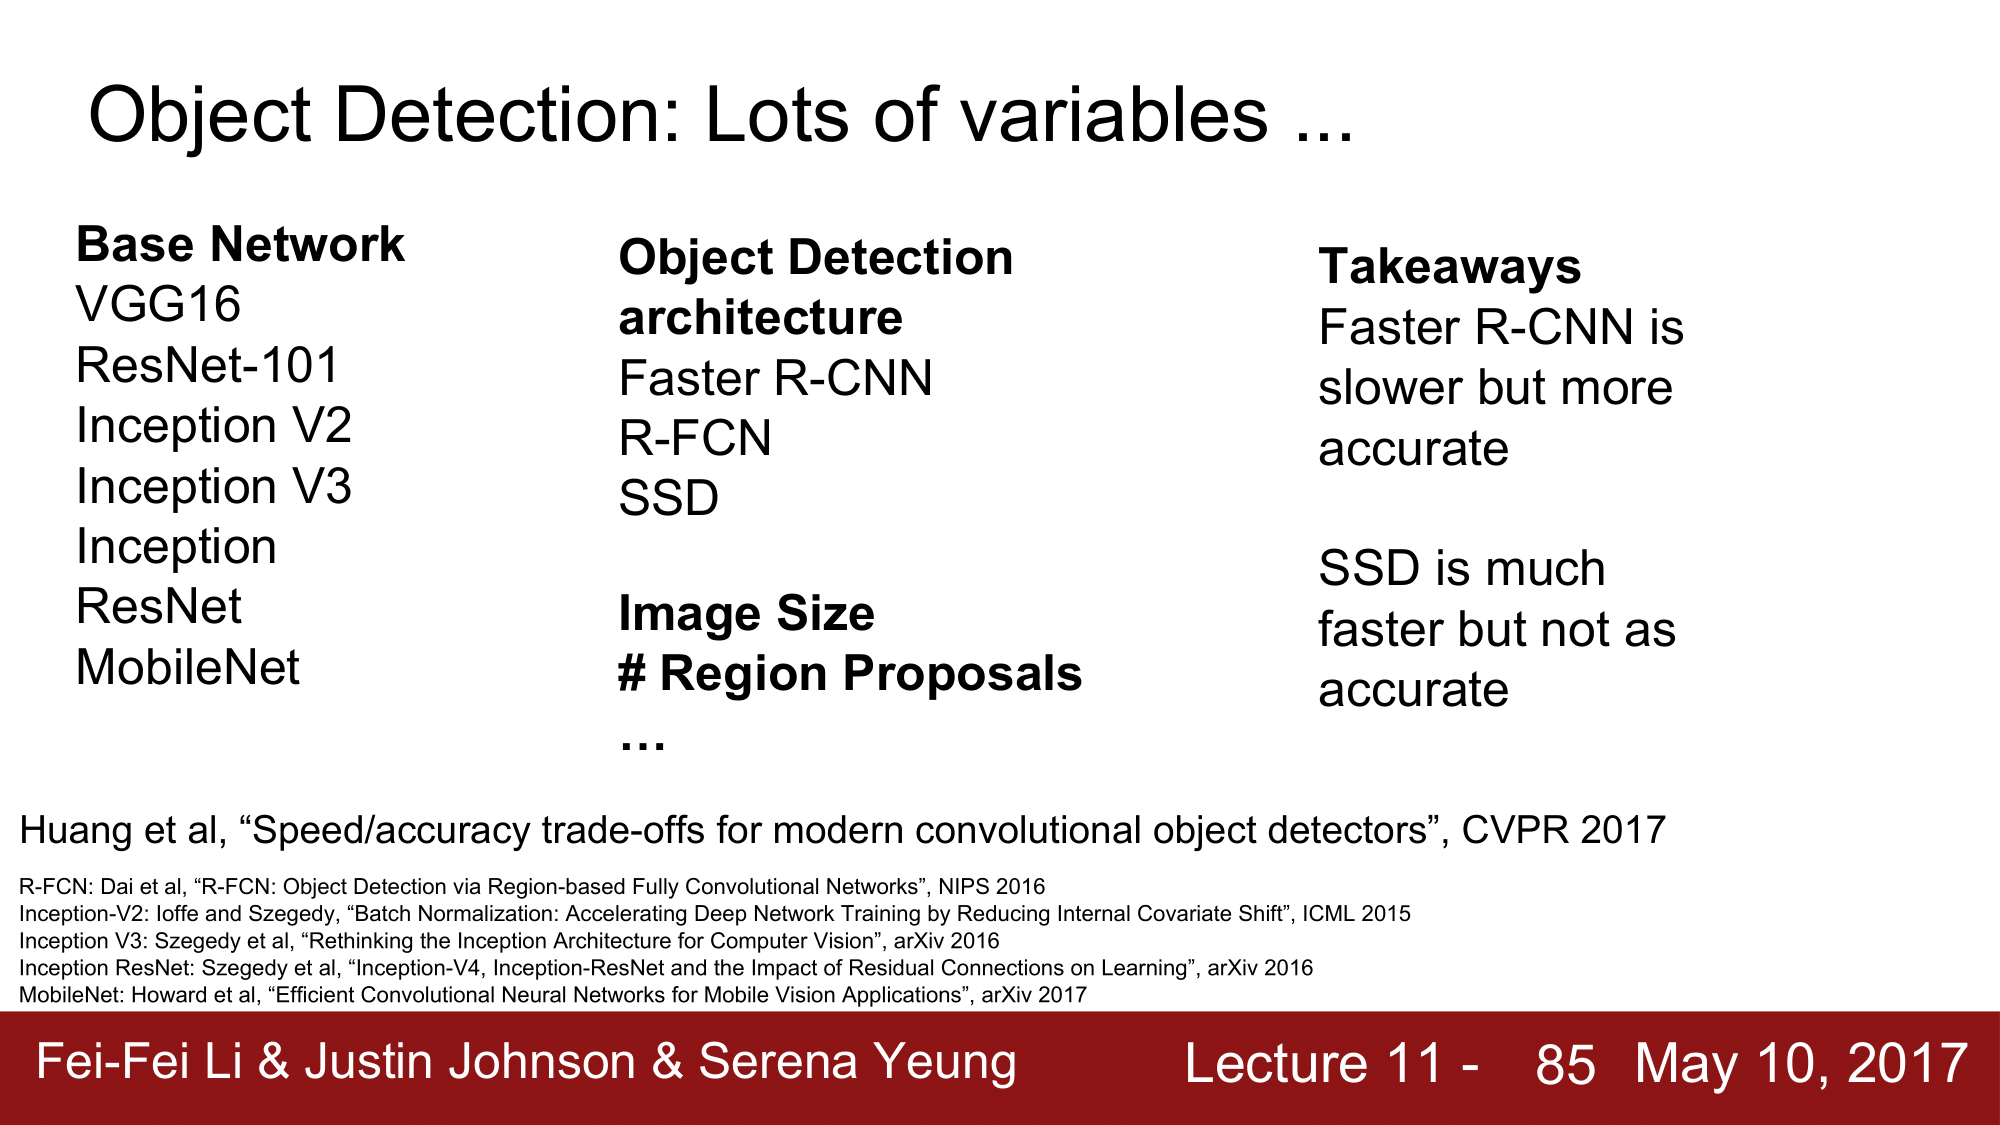 Object Detection: Lots of variables ...
Base Network
VGG16
ResNet-101
Inception V2
Inception V3
Inception
ResNet
MobileNet
Object Detection
architecture
Faster R-CNN
R-FCN
SSD
Image Size
# Region Proposals
…
Takeaways
Faster R-CNN is
slower but more
accurate
SSD is much
faster but not as
accurate
Huang et al, “Speed/accuracy trade-offs for modern convolutional object detectors”, CVPR 2017
R-FCN: Dai et al, “R-FCN: Object Detection via Region-based Fully Convolutional Networks”, NIPS 2016
Inception-V2: Ioffe and Szegedy, “Batch Normalization: Accelerating Deep Network Training by Reducing Internal Covariate Shift”, ICML 2015
Inception V3: Szegedy et al, “Rethinking the Inception Architecture for Computer Vision”, arXiv 2016
Inception ResNet: Szegedy et al, “Inception-V4, Inception-ResNet and the Impact of Residual Connections on Learning”, arXiv 2016
MobileNet: Howard et al, “Efficient Convolutional Neural Networks for Mobile Vision Applications”, arXiv 2017
Fei-Fei Li & Justin Johnson & Serena Yeung Lecture 11 - 85 May 10, 2017